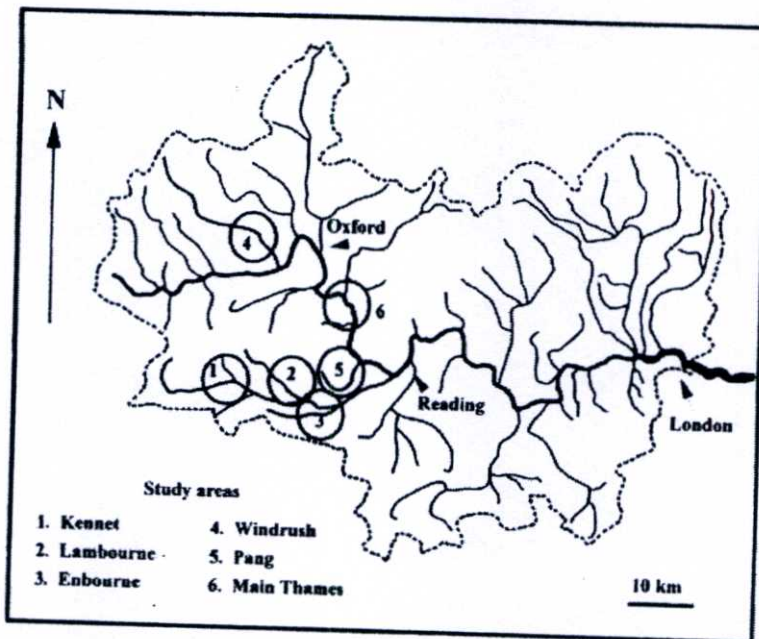 N
Oxford
4
6
1
2
5
3
Reading
London
Study areas
1. Kennet
2. Lambourne
3. Enbourne
4. Windrush
5. Pang
6. Main Thames
10 km